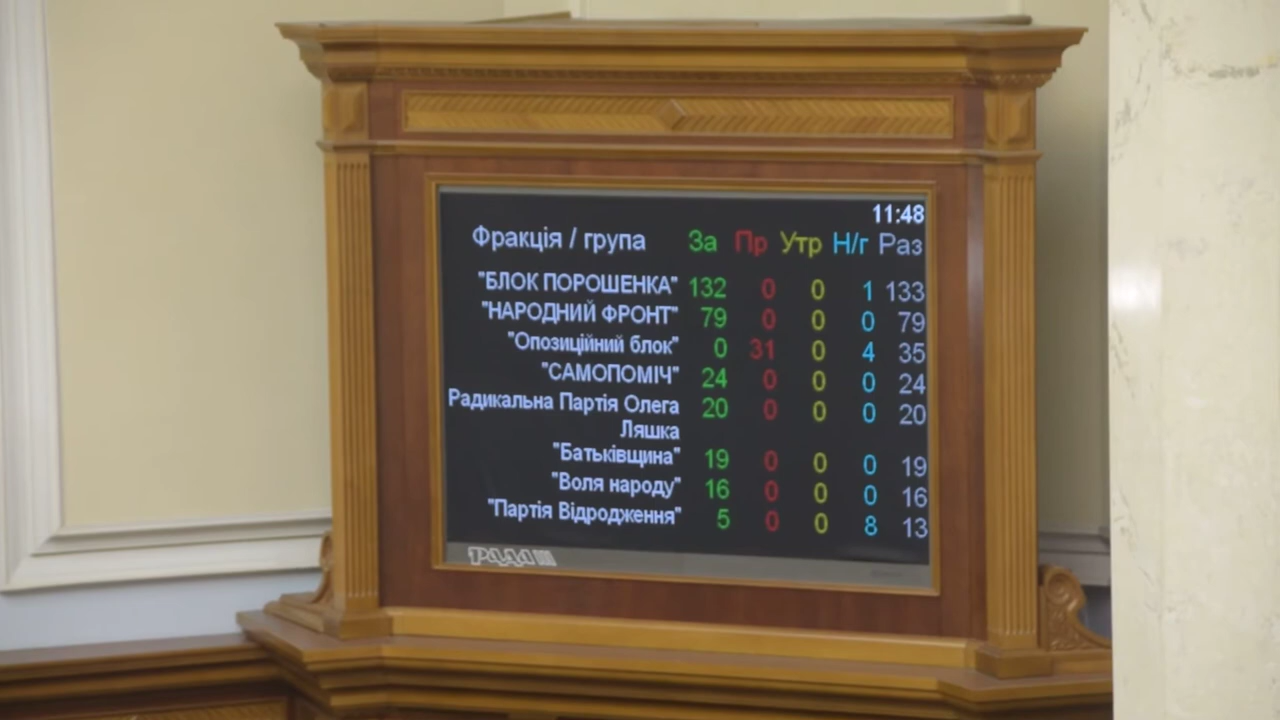 11:48
Фракція / група За Пр Утр Н/г Раз
"БЛОК ПОРОШЕНКА" 132 0 0 1 133
"НАРОДНИЙ ФРОНТ" 79 0 0 0 79
"Опозиційний блок" 0 31 0 4 35
"САМОПОМІЧ" 24 0 0 0 24
Радикальна Партія Олега 20 0 0 0 20
Ляшка
"Батьківщина" 19 0 0 0 19
"Воля народу" 16 0 0 0 16
"Партія Відродження" 5 0 0 8 13
РАДА III